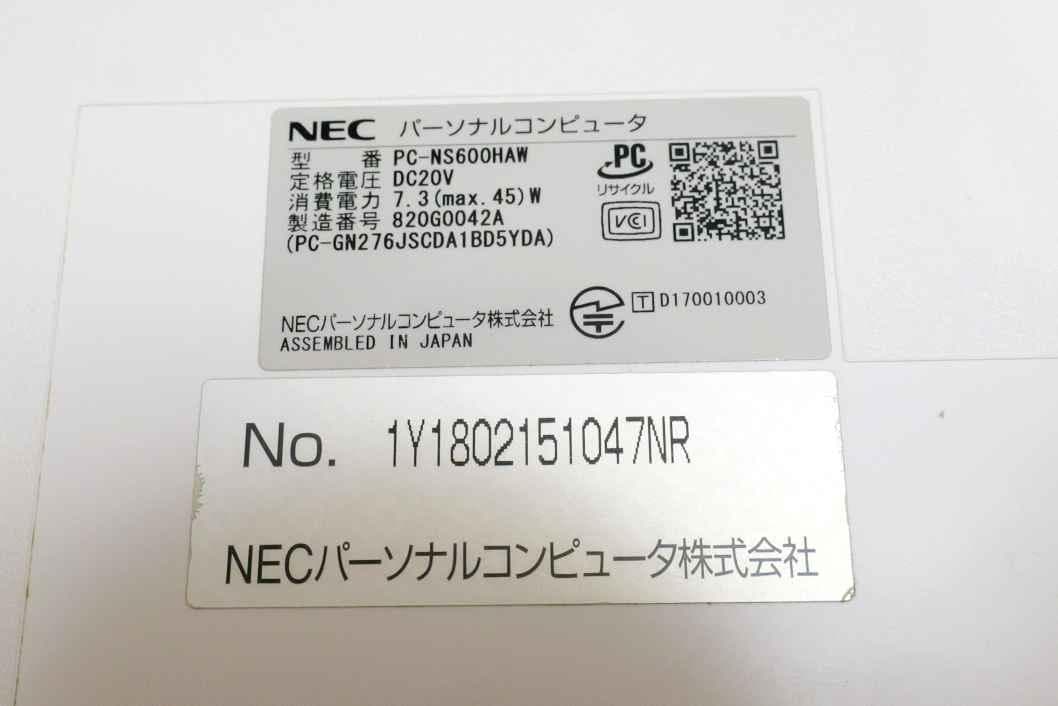 NEC パーソナルコンピュータ
型 番 PC-NS600HAW
定格電圧 DC20V
消費電力 7.3(max.45)W
製造番号 820G0042A
(PC-GN276JSCDA1BD5YDA)
PC
リサイクル
VCCI
NECパーソナルコンピュータ株式会社
ASSEMBLED IN JAPAN
T D170010003
No. 1Y1802151047NR
NECパーソナルコンピュータ株式会社